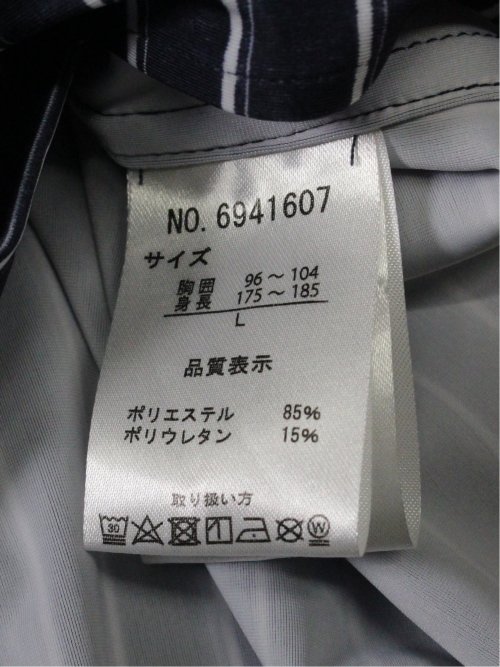 NO. 6941607
サイズ
胸囲 96～104
身長 175～185
L
品質表示
ポリエステル 85%
ポリウレタン 15%
取り扱い方
30 W